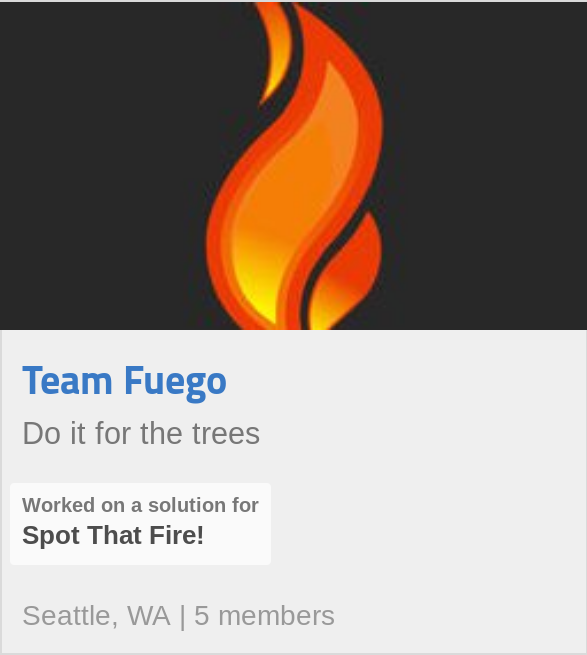 Team Fuego
Do it for the trees
Worked on a solution for
Spot That Fire!
Seattle, WA | 5 members